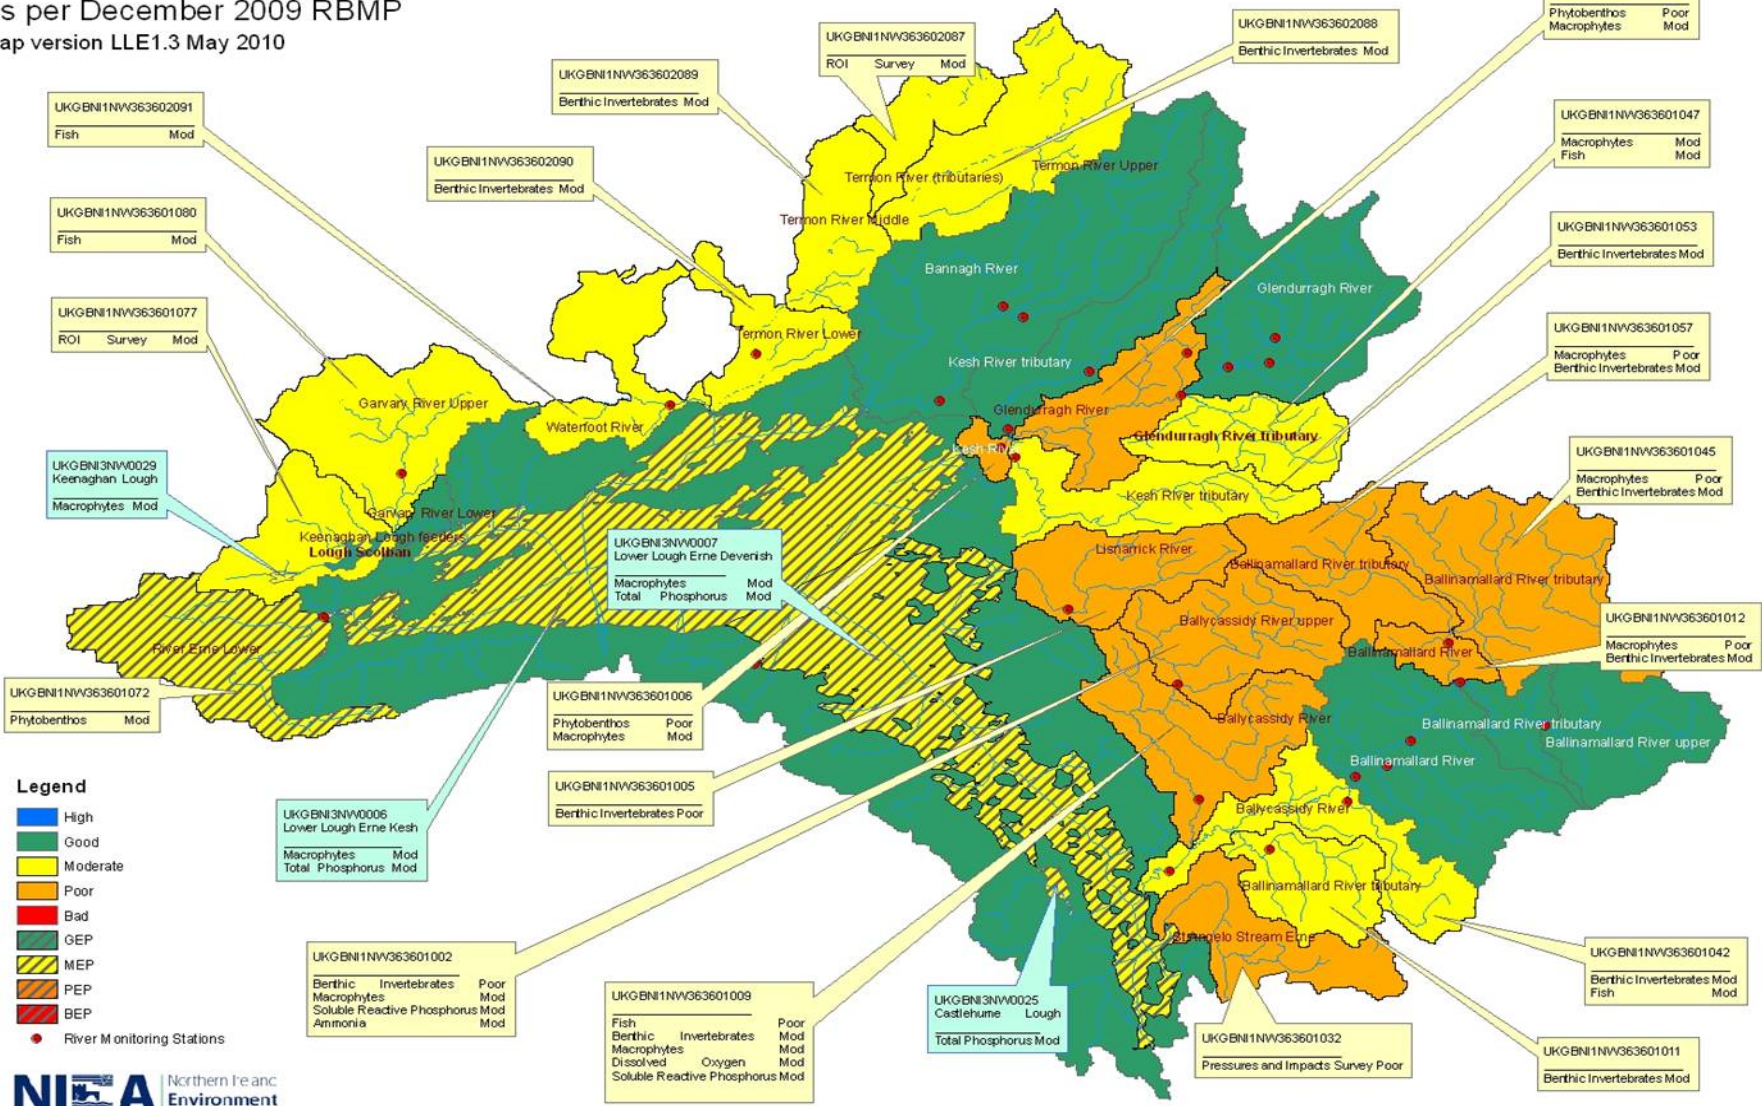 s per December 2009 RBMP
ap version LLE1.3 May 2010
Phytobenthos Poor
Macrophytes Mod
UKGBNI1NW363602088
Benthic Invertebrates Mod
UKGBNI1NW363602087
ROI Survey Mod
UKGBNI1NW363602089
Benthic Invertebrates Mod
UKGBNI1NW363602091
Fish Mod
UKGBNI1NW363602090
Benthic Invertebrates Mod
UKGBNI1NW363601047
Macrophytes Mod
Fish Mod
UKGBNI1NW363601080
Fish Mod
UKGBNI1NW363601053
Benthic Invertebrates Mod
UKGBNI1NW363601077
ROI Survey Mod
UKGBNI1NW363601057
Macrophytes Poor
Benthic Invertebrates Mod
UKGBNI3NW0029
Keenaghan Lough
Macrophytes Mod
UKGBNI1NW363601045
Macrophytes Poor
Benthic Invertebrates Mod
UKGBNI3NW0007
Lower Lough Erne Devenish
Macrophytes Mod
Total Phosphorus Mod
UKGBNI1NW363601012
Macrophytes Poor
Benthic Invertebrates Mod
UKGBNI1NW363601072
Phytobenthos Mod
UKGBNI1NW363601006
Phytobenthos Poor
Macrophytes Mod
UKGBNI1NW363601005
Benthic Invertebrates Poor
UKGBNI3NW0006
Lower Lough Erne Kesh
Macrophytes Mod
Total Phosphorus Mod
UKGBNI1NW363601002
Benthic Invertebrates Poor
Macrophytes Mod
Soluble Reactive Phosphorus Mod
Ammonia Mod
UKGBNI1NW363601009
Fish Poor
Benthic Invertebrates Mod
Macrophytes Mod
Dissolved Oxygen Mod
Soluble Reactive Phosphorus Mod
UKGBNI3NW0025
Castlehume Lough
Total Phosphorus Mod
UKGBNI1NW363601032
Pressures and Impacts Survey Poor
UKGBNI1NW363601042
Benthic Invertebrates Mod
Fish Mod
UKGBNI1NW363601011
Benthic Invertebrates Mod
Termon River Upper
Termon River (tributaries)
Termon River Middle
Bannagh River
Glendurragh River
Termon River Lower
Kesh River tributary
Garvary River Upper
Glendurragh River
Waterfoot River
Glendurragh River tributary
Kesh River
Kesh River tributary
Garvary River Lower
Keenaghan Lough feeders
Lough Scolban
Lisnarrick River
Ballinamallard River tributary
Ballinamallard River tributary
Ballycassidy River upper
River Erne Lower
Ballinamallard River
Ballycassidy River
Ballinamallard River tributary
Ballinamallard River upper
Ballinamallard River
Ballycassidy River
Ballinamallard River tributary
Stream Erne
Legend
High
Good
Moderate
Poor
Bad
GEP
MEP
PEP
BEP
River Monitoring Stations
NIEA
Northern Ireland
Environment